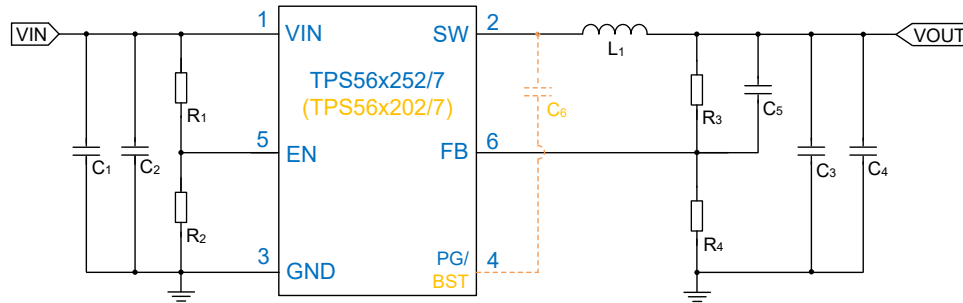 VIN
1
VIN
SW
2
L1
VOUT
TPS56x252/7
(TPS56x202/7)
R1
C6
R3
C5
5
EN
FB
6
C1
C2
C3
C4
R2
R4
3
GND
PG/
BST
4